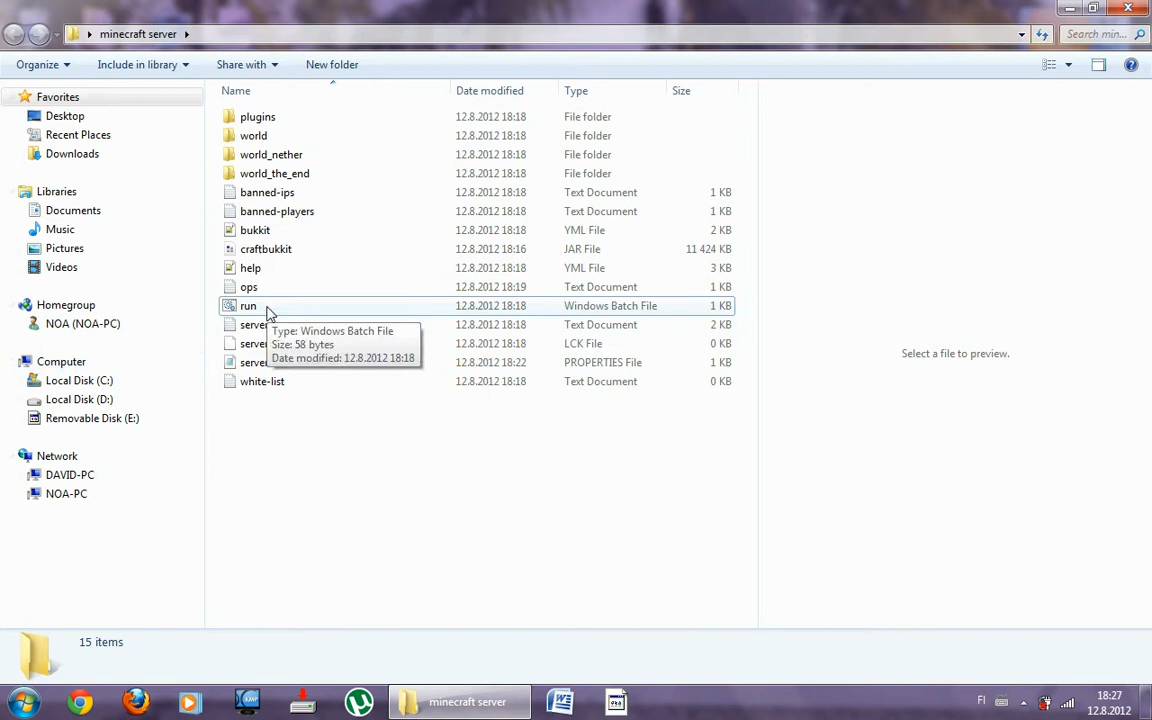 minecraft server
Search min...
Organize
Include in library
Share with
New folder
Name
Date modified
Type
Size
Favorites
Desktop
Recent Places
Downloads
Libraries
Documents
Music
Pictures
Videos
Homegroup
NOA (NOA-PC)
Computer
Local Disk (C:)
Local Disk (D:)
Removable Disk (E:)
Network
DAVID-PC
NOA-PC
plugins 12.8.2012 18:18 File folder
world 12.8.2012 18:18 File folder
world_nether 12.8.2012 18:18 File folder
world_the_end 12.8.2012 18:18 File folder
banned-ips 12.8.2012 18:18 Text Document 1 KB
banned-players 12.8.2012 18:18 Text Document 1 KB
bukkit 12.8.2012 18:18 YML File 2 KB
craftbukkit 12.8.2012 18:16 JAR File 11 424 KB
help 12.8.2012 18:18 YML File 3 KB
ops 12.8.2012 18:19 Text Document 1 KB
run 12.8.2012 18:18 Windows Batch File 1 KB
server 12.8.2012 18:18 Text Document 2 KB
server 12.8.2012 18:18 LCK File 0 KB
server 12.8.2012 18:22 PROPERTIES File 1 KB
white-list 12.8.2012 18:18 Text Document 0 KB
Type: Windows Batch File
Size: 58 bytes
Date modified: 12.8.2012 18:18
Select a file to preview.
15 items
minecraft server
FI
18:27
12.8.2012